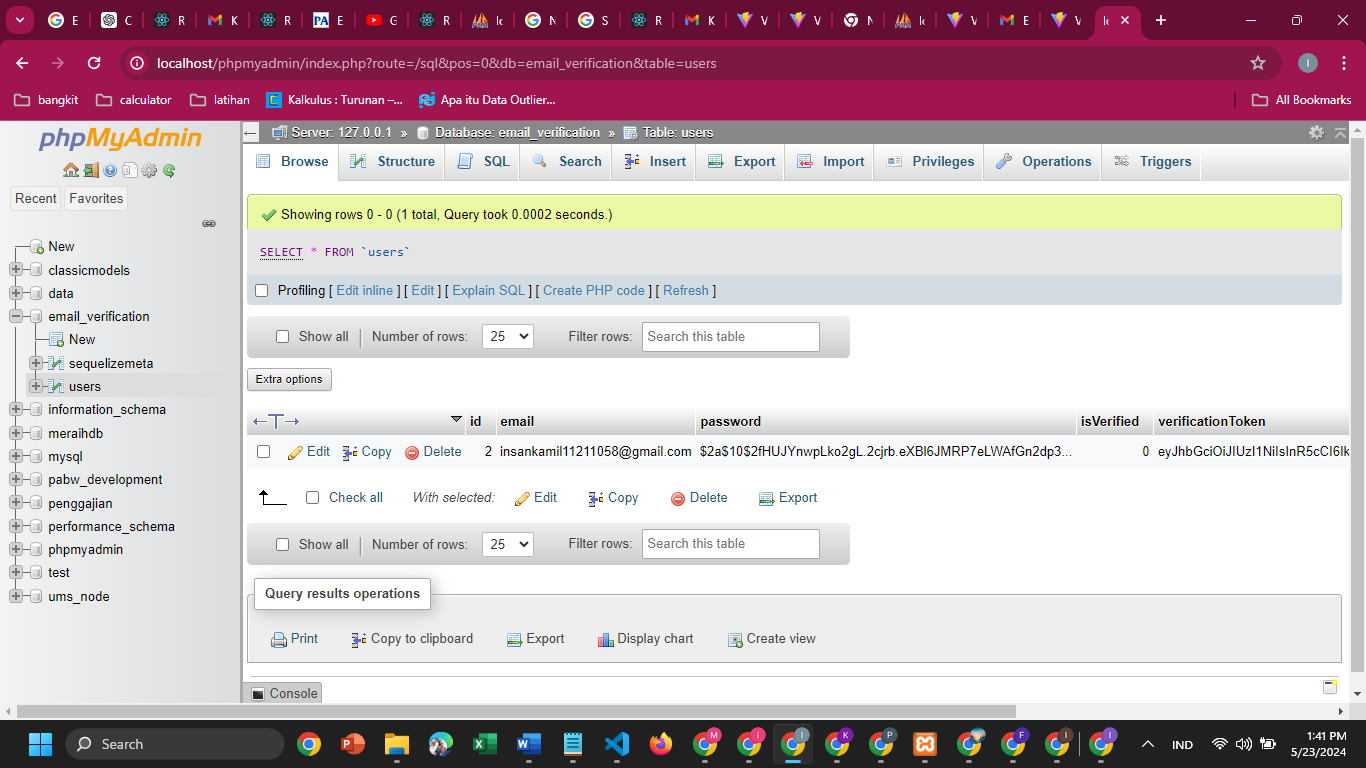 E C R K R E G R Ic N S R K V V N Ic V E V Ic
localhost/phpmyadmin/index.php?route=/sql&pos=0&db=email_verification&table=users
bangkit calculator latihan Kalkulus : Turunan –... Apa itu Data Outlier... All Bookmarks
phpMyAdmin
Recent Favorites
New
classicmodels
data
email_verification
New
sequelizemeta
users
information_schema
meraihdb
mysql
pabw_development
penggajian
performance_schema
phpmyadmin
test
ums_node
Server: 127.0.0.1 » Database: email_verification » Table: users
Browse Structure SQL Search Insert Export Import Privileges Operations Triggers
Showing rows 0 - 0 (1 total, Query took 0.0002 seconds.)
SELECT * FROM `users`
Profiling [ Edit inline ] [ Edit ] [ Explain SQL ] [ Create PHP code ] [ Refresh ]
Show all Number of rows: 25 Filter rows: Search this table
Extra options
id email password isVerified verificationToken
Edit Copy Delete 2 insankamil11211058@gmail.com $2a$10$2fHUJYnwpLko2gL.2cjrb.eXBl6JMRP7eLWAfGn2dp3... 0 eyJhbGciOiJIUzI1NiIsInR5cCI6Ik
Check all With selected: Edit Copy Delete Export
Show all Number of rows: 25 Filter rows: Search this table
Query results operations
Print Copy to clipboard Export Display chart Create view
Console
Search IND 1:41 PM
5/23/2024